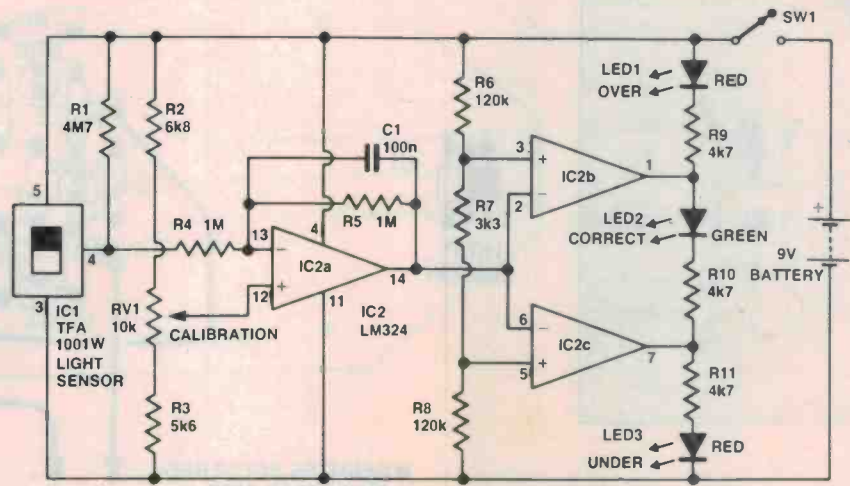 SW1
LED1
OVER
RED
R1
4M7
R2
6k8
R6
120k
C1
100n
R9
4k7
5
3
+
IC2b
1
R7
3k3
−
2
R5 1M
R4 1M
4
LED2
CORRECT
GREEN
+
9V
BATTERY
4
13
−
IC2a
14
+
12
11
IC2
LM324
R10
4k7
3
IC1
TFA
1001W
LIGHT
SENSOR
RV1
10k
CALIBRATION
6
−
IC2c
7
+
5
R11
4k7
R3
5k6
R8
120k
LED3
UNDER
RED